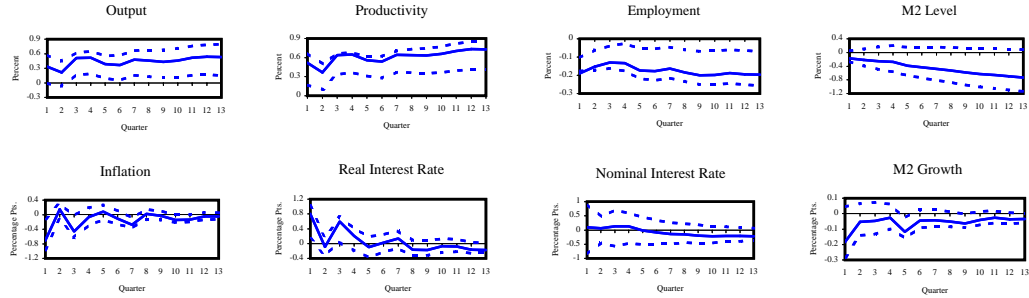 Output
Percent
0.9
0.6
0.3
0
-0.3
1 2 3 4 5 6 7 8 9 10 11 12 13
Quarter
Productivity
Percent
0.9
0.6
0.3
0
1 2 3 4 5 6 7 8 9 10 11 12 13
Quarter
Employment
Percent
0
-0.1
-0.2
-0.3
1 2 3 4 5 6 7 8 9 10 11 12 13
Quarter
M2 Level
Percent
0.4
0
-0.4
-0.8
-1.2
1 2 3 4 5 6 7 8 9 10 11 12 13
Quarter
Inflation
Percentage Pts.
0.4
0
-0.4
-0.8
-1.2
1 2 3 4 5 6 7 8 9 10 11 12 13
Quarter
Real Interest Rate
Percentage Pts.
1.2
0.8
0.4
0
-0.4
1 2 3 4 5 6 7 8 9 10 11 12 13
Quarter
Nominal Interest Rate
Percentage Pts.
1
0.5
0
-0.5
-1
1 2 3 4 5 6 7 8 9 10 11 12 13
Quarter
M2 Growth
Percentage Pts.
0.1
0
-0.1
-0.2
-0.3
1 2 3 4 5 6 7 8 9 10 11 12 13
Quarter